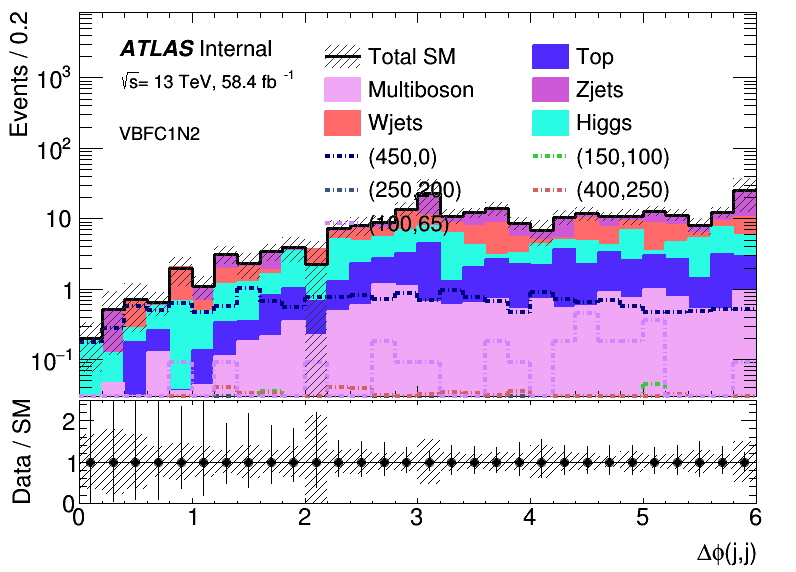 ATLAS Internal
√s= 13 TeV, 58.4 fb -1
VBFC1N2
Total SM
Top
Multiboson
Zjets
Wjets
Higgs
(450,0)
(150,100)
(250,200)
(400,250)
(100,65)
Events / 0.2
10³
10²
10
1
10⁻¹
Data / SM
2
1
0
0 1 2 3 4 5 6
Δϕ(j,j)